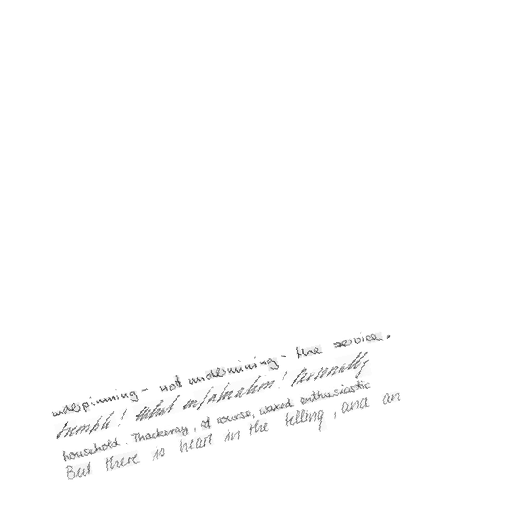 underpinning - not undermining - the service.
triumph! What infatuation! Personally
household. Thackeray, of course, waxed enthusiastic
But there is heart in the telling, and an